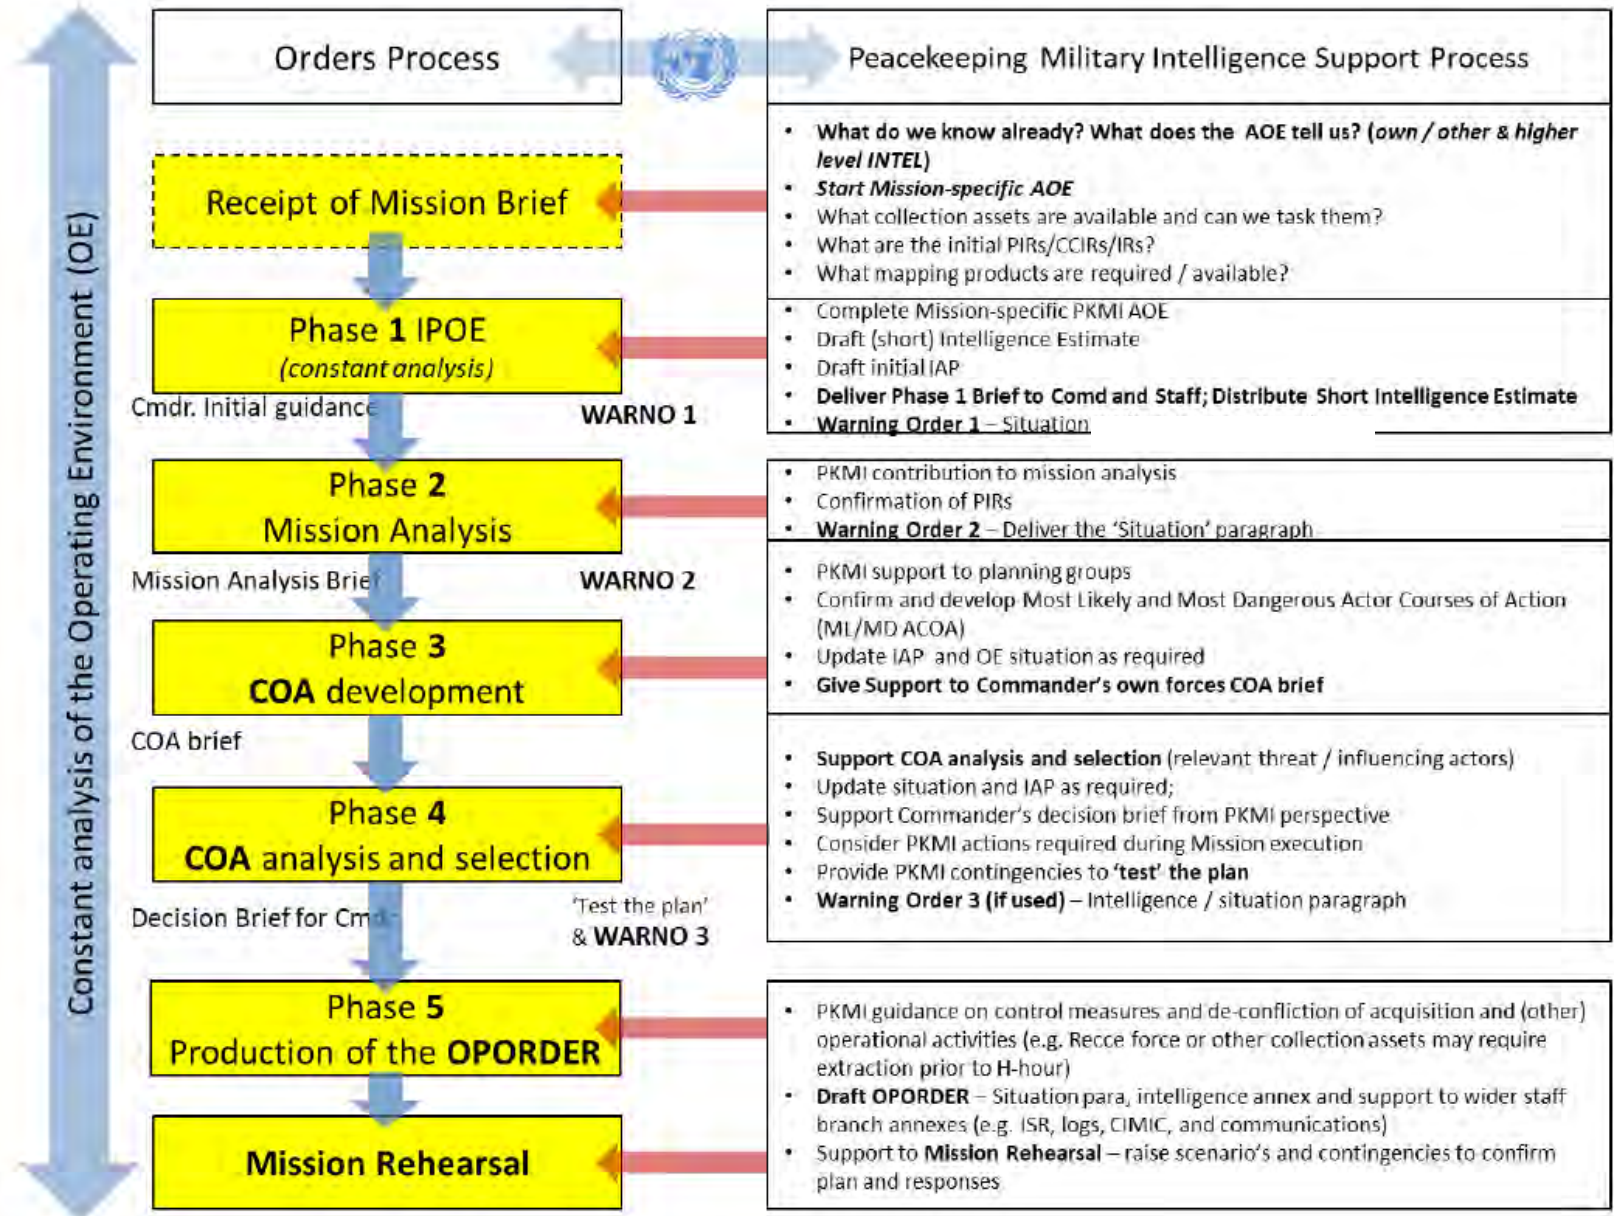 Orders Process
Peacekeeping Military Intelligence Support Process
Constant analysis of the Operating Environment (OE)
Receipt of Mission Brief
• What do we know already? What does the AOE tell us? (own / other & higher
level INTEL)
• Start Mission-specific AOE
• What collection assets are available and can we task them?
• What are the initial PIRs/CCIRs/IRs?
• What mapping products are required / available?
Phase 1 IPOE
(constant analysis)
• Complete Mission-specific PKMI AOE
• Draft (short) Intelligence Estimate
• Draft initial IAP
• Deliver Phase 1 Brief to Comd and Staff; Distribute Short Intelligence Estimate
• Warning Order 1 – Situation
Cmdr. Initial guidance
WARNO 1
Phase 2
Mission Analysis
• PKMI contribution to mission analysis
• Confirmation of PIRs
• Warning Order 2 – Deliver the 'Situation' paragraph
Mission Analysis Brief
WARNO 2
Phase 3
COA development
• PKMI support to planning groups
• Confirm and develop Most Likely and Most Dangerous Actor Courses of Action
(ML/MD ACOA)
• Update IAP and OE situation as required
• Give Support to Commander's own forces COA brief
COA brief
Phase 4
COA analysis and selection
• Support COA analysis and selection (relevant threat / influencing actors)
• Update situation and IAP as required;
• Support Commander's decision brief from PKMI perspective
• Consider PKMI actions required during Mission execution
• Provide PKMI contingencies to 'test' the plan
• Warning Order 3 (if used) – Intelligence / situation paragraph
Decision Brief for Cmdr
'Test the plan'
& WARNO 3
Phase 5
Production of the OPORDER
• PKMI guidance on control measures and de-confliction of acquisition and (other)
operational activities (e.g. Recce force or other collection assets may require
extraction prior to H-hour)
• Draft OPORDER – Situation para, intelligence annex and support to wider staff
branch annexes (e.g. ISR, logs, CIMIC, and communications)
• Support to Mission Rehearsal – raise scenario's and contingencies to confirm
plan and responses
Mission Rehearsal